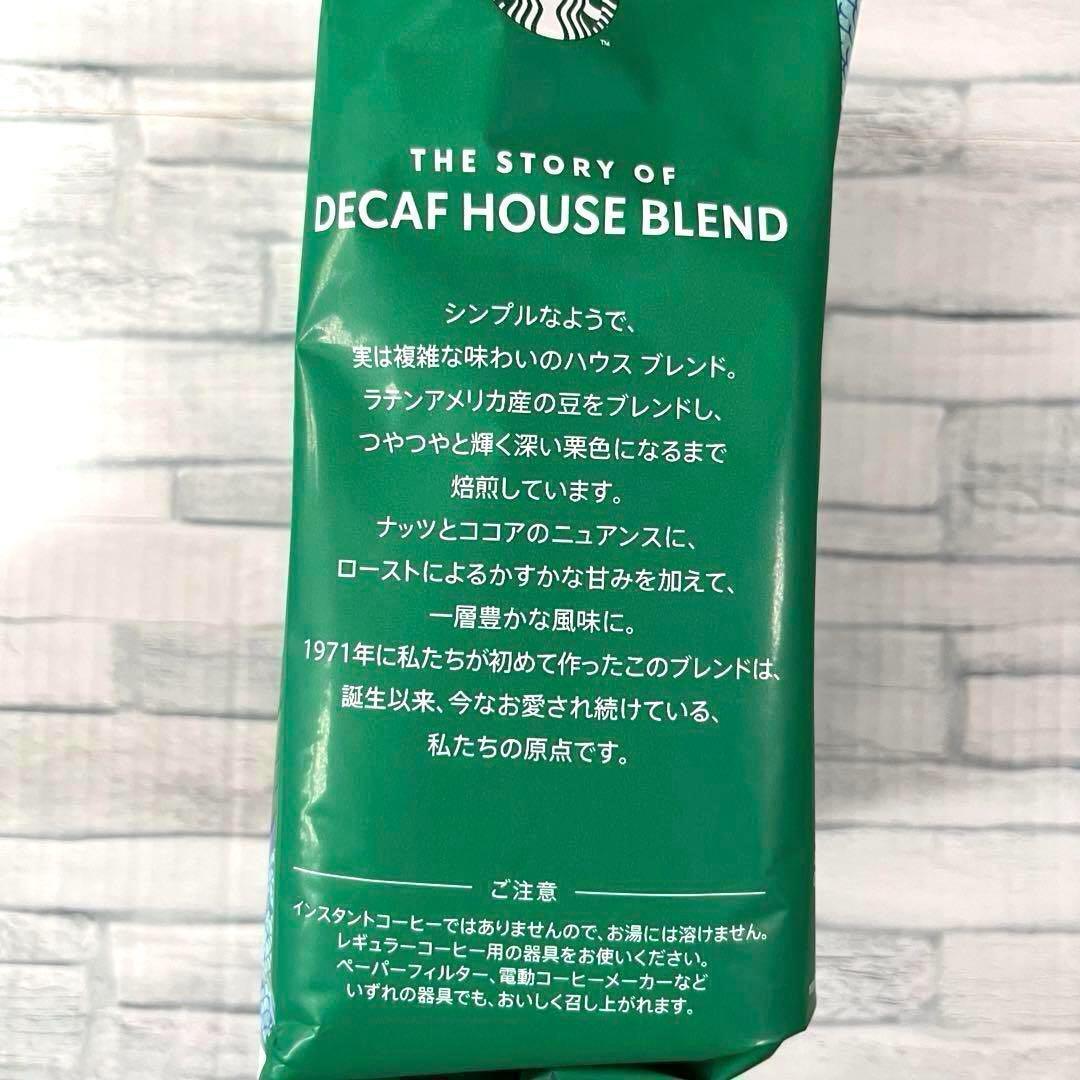 ™
THE STORY OF
DECAF HOUSE BLEND
シンプルなようで、
実は複雑な味わいのハウス ブレンド。
ラテンアメリカ産の豆をブレンドし、
つやつやと輝く深い栗色になるまで
焙煎しています。
ナッツとココアのニュアンスに、
ローストによるかすかな甘みを加えて、
一層豊かな風味に。
1971年に私たちが初めて作ったこのブレンドは、
誕生以来、今なお愛され続けている、
私たちの原点です。
ご注意
インスタントコーヒーではありませんので、お湯には溶けません。
レギュラーコーヒー用の器具をお使いください。
ペーパーフィルター、電動コーヒーメーカーなど
いずれの器具でも、おいしく召し上がれます。